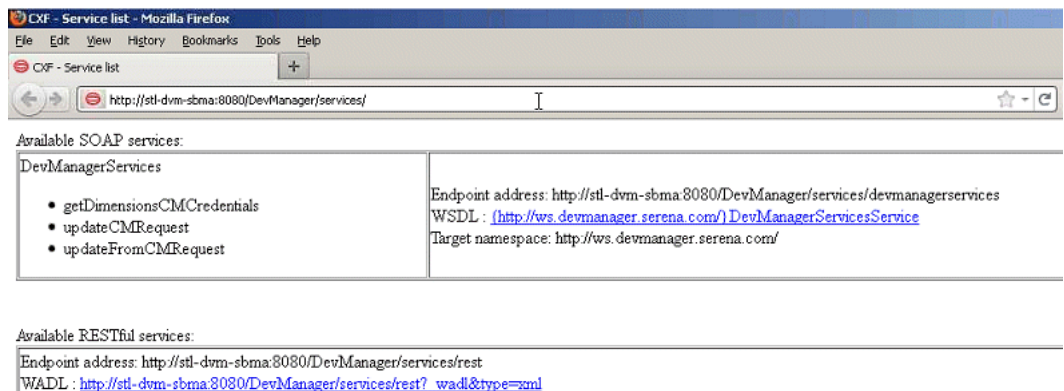 CXF - Service list - Mozilla Firefox
File Edit View History Bookmarks Tools Help
CXF - Service list
http://stl-dvm-sbma:8080/DevManager/services/
Available SOAP services:
DevManagerServices
getDimensionsCMCredentials
updateCMRequest
updateFromCMRequest
Endpoint address: http://stl-dvm-sbma:8080/DevManager/services/devmanagerservices
WSDL : {http://ws.devmanager.serena.com/}DevManagerServicesService
Target namespace: http://ws.devmanager.serena.com/
Available RESTful services:
Endpoint address: http://stl-dvm-sbma:8080/DevManager/services/rest
WADL : http://stl-dvm-sbma:8080/DevManager/services/rest?_wadl&type=xml